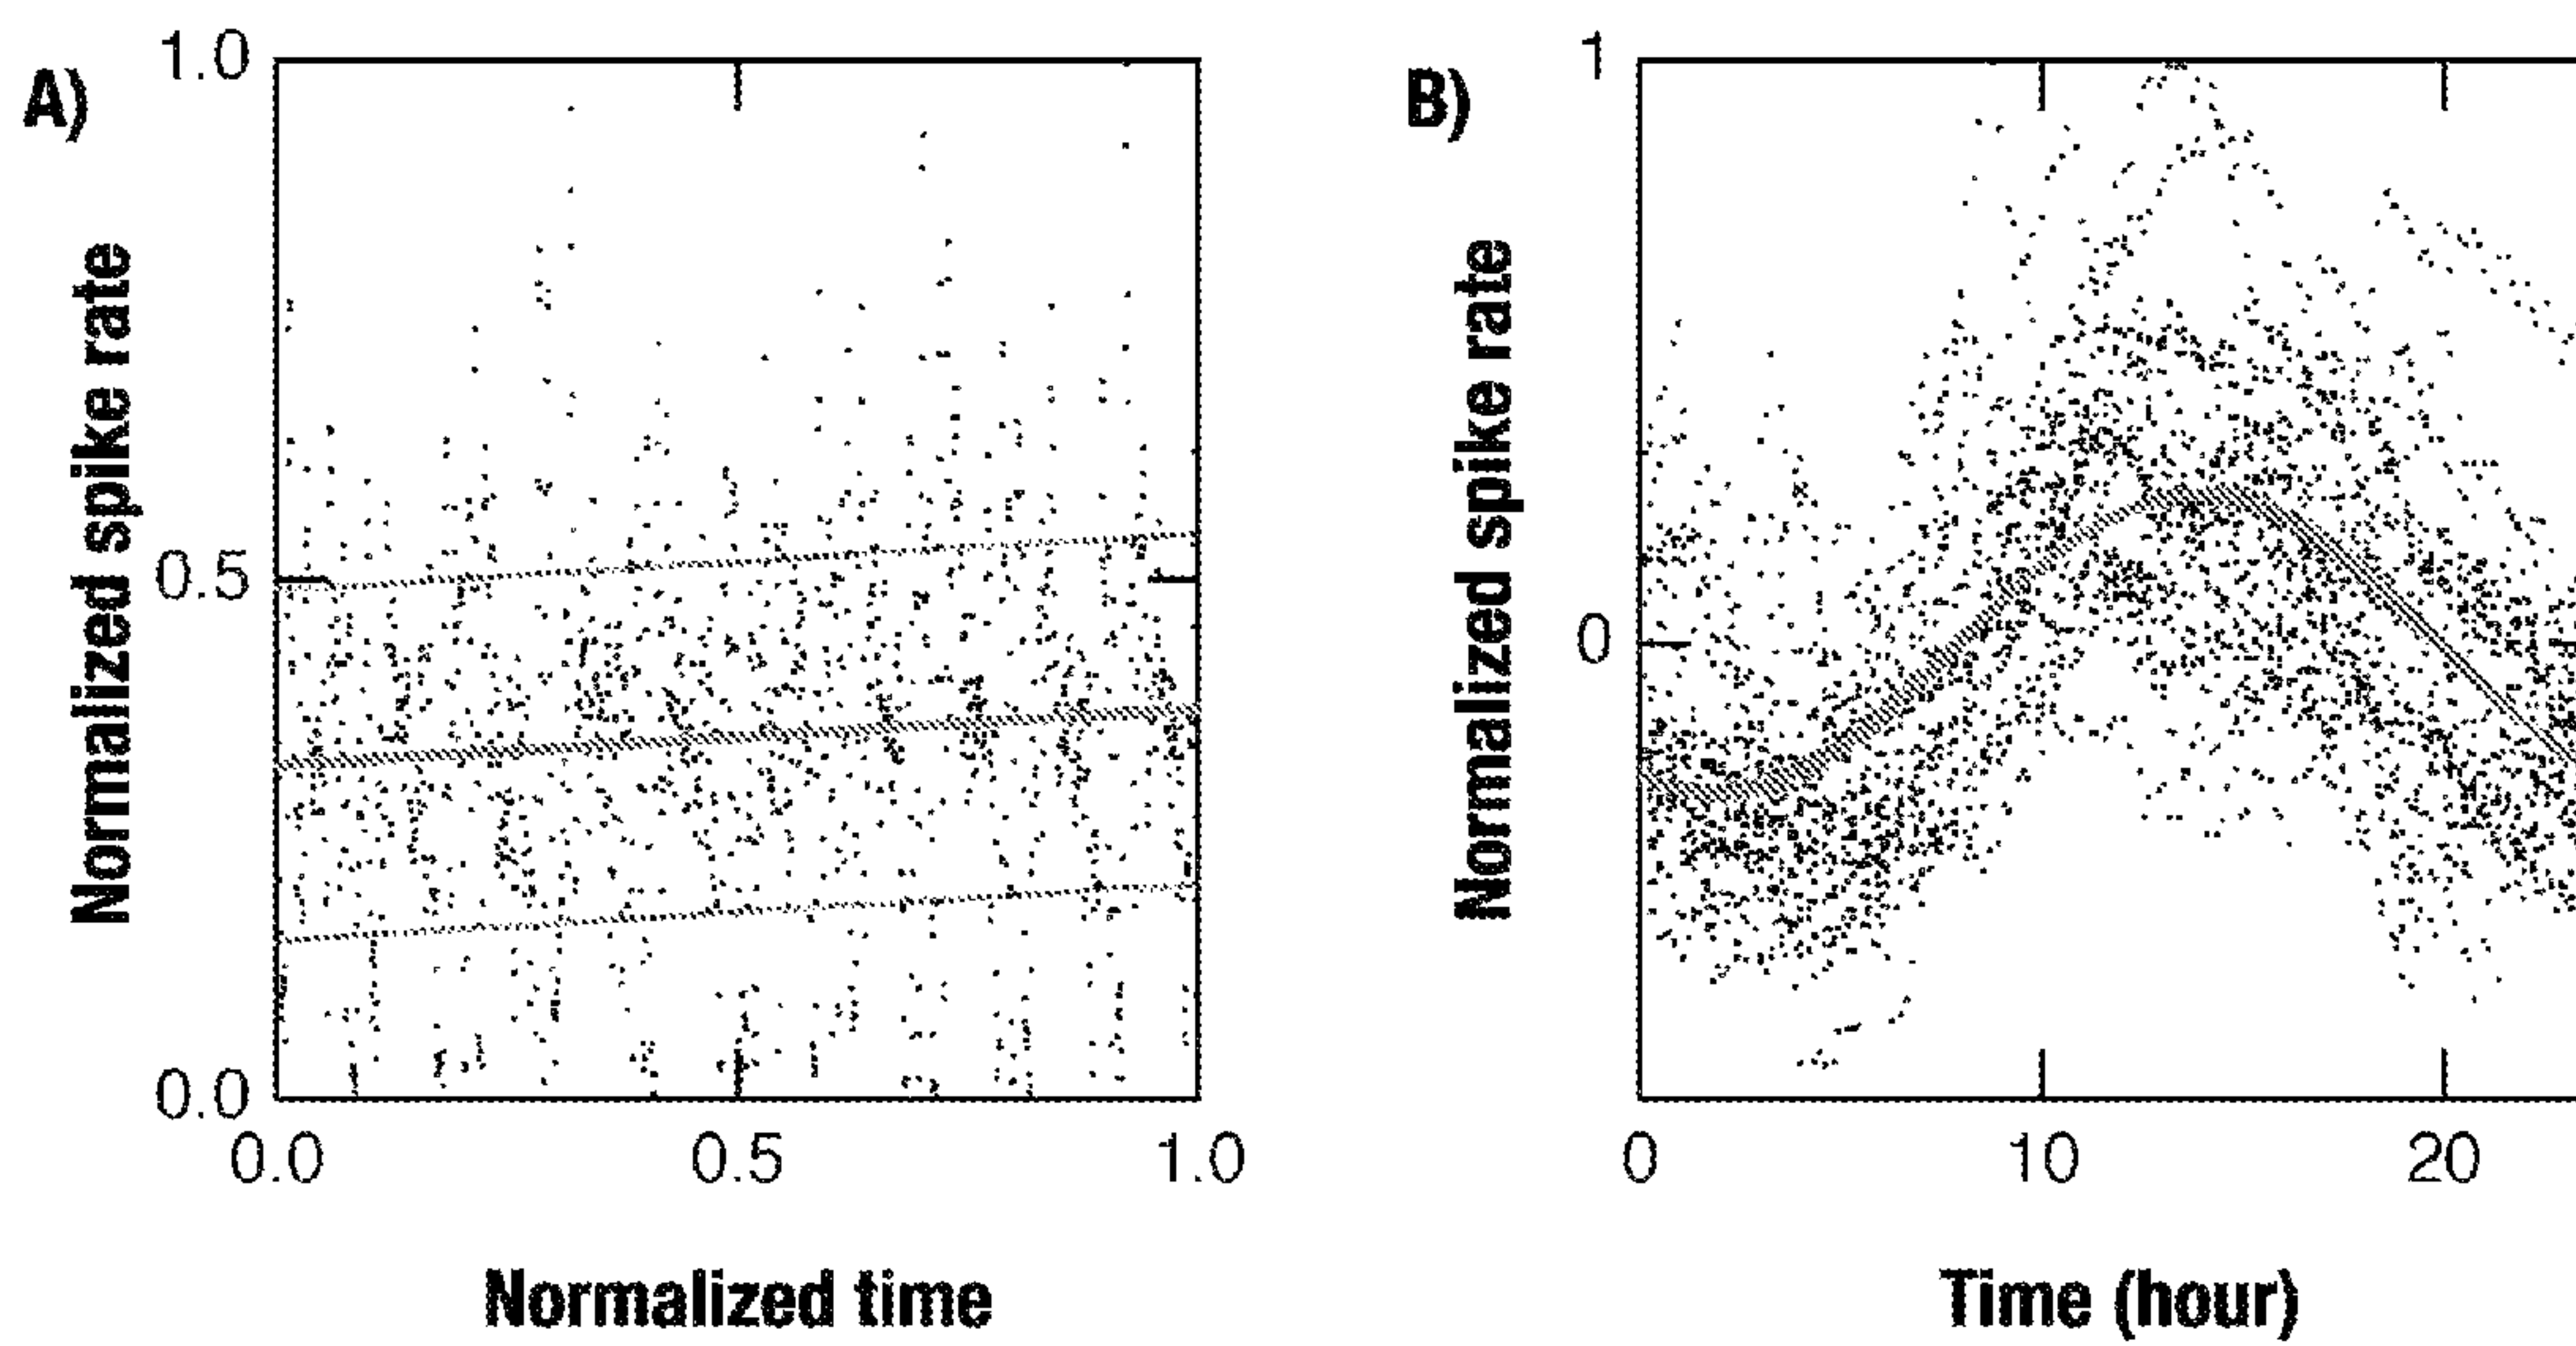 A)
Normalized spike rate
1.0
0.5
0.0
0.0 0.5 1.0
Normalized time
B)
Normalized spike rate
1
0
0 10 20
Time (hour)